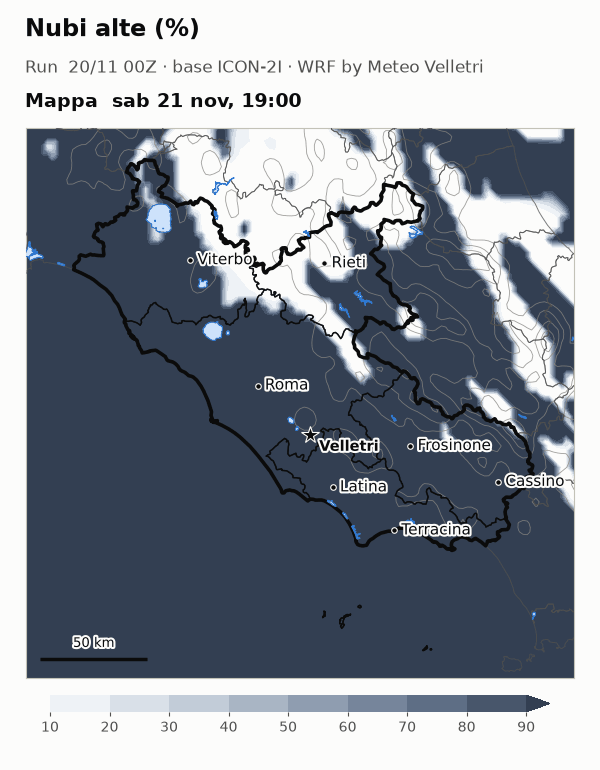 Nubi alte (%)
Run  20/11 00Z · base ICON-2I · WRF by Meteo Velletri
Mappa  sab 21 nov, 19:00
Viterbo
Rieti
Roma
Velletri
Frosinone
Cassino
Latina
Terracina
50 km
10 20 30 40 50 60 70 80 90